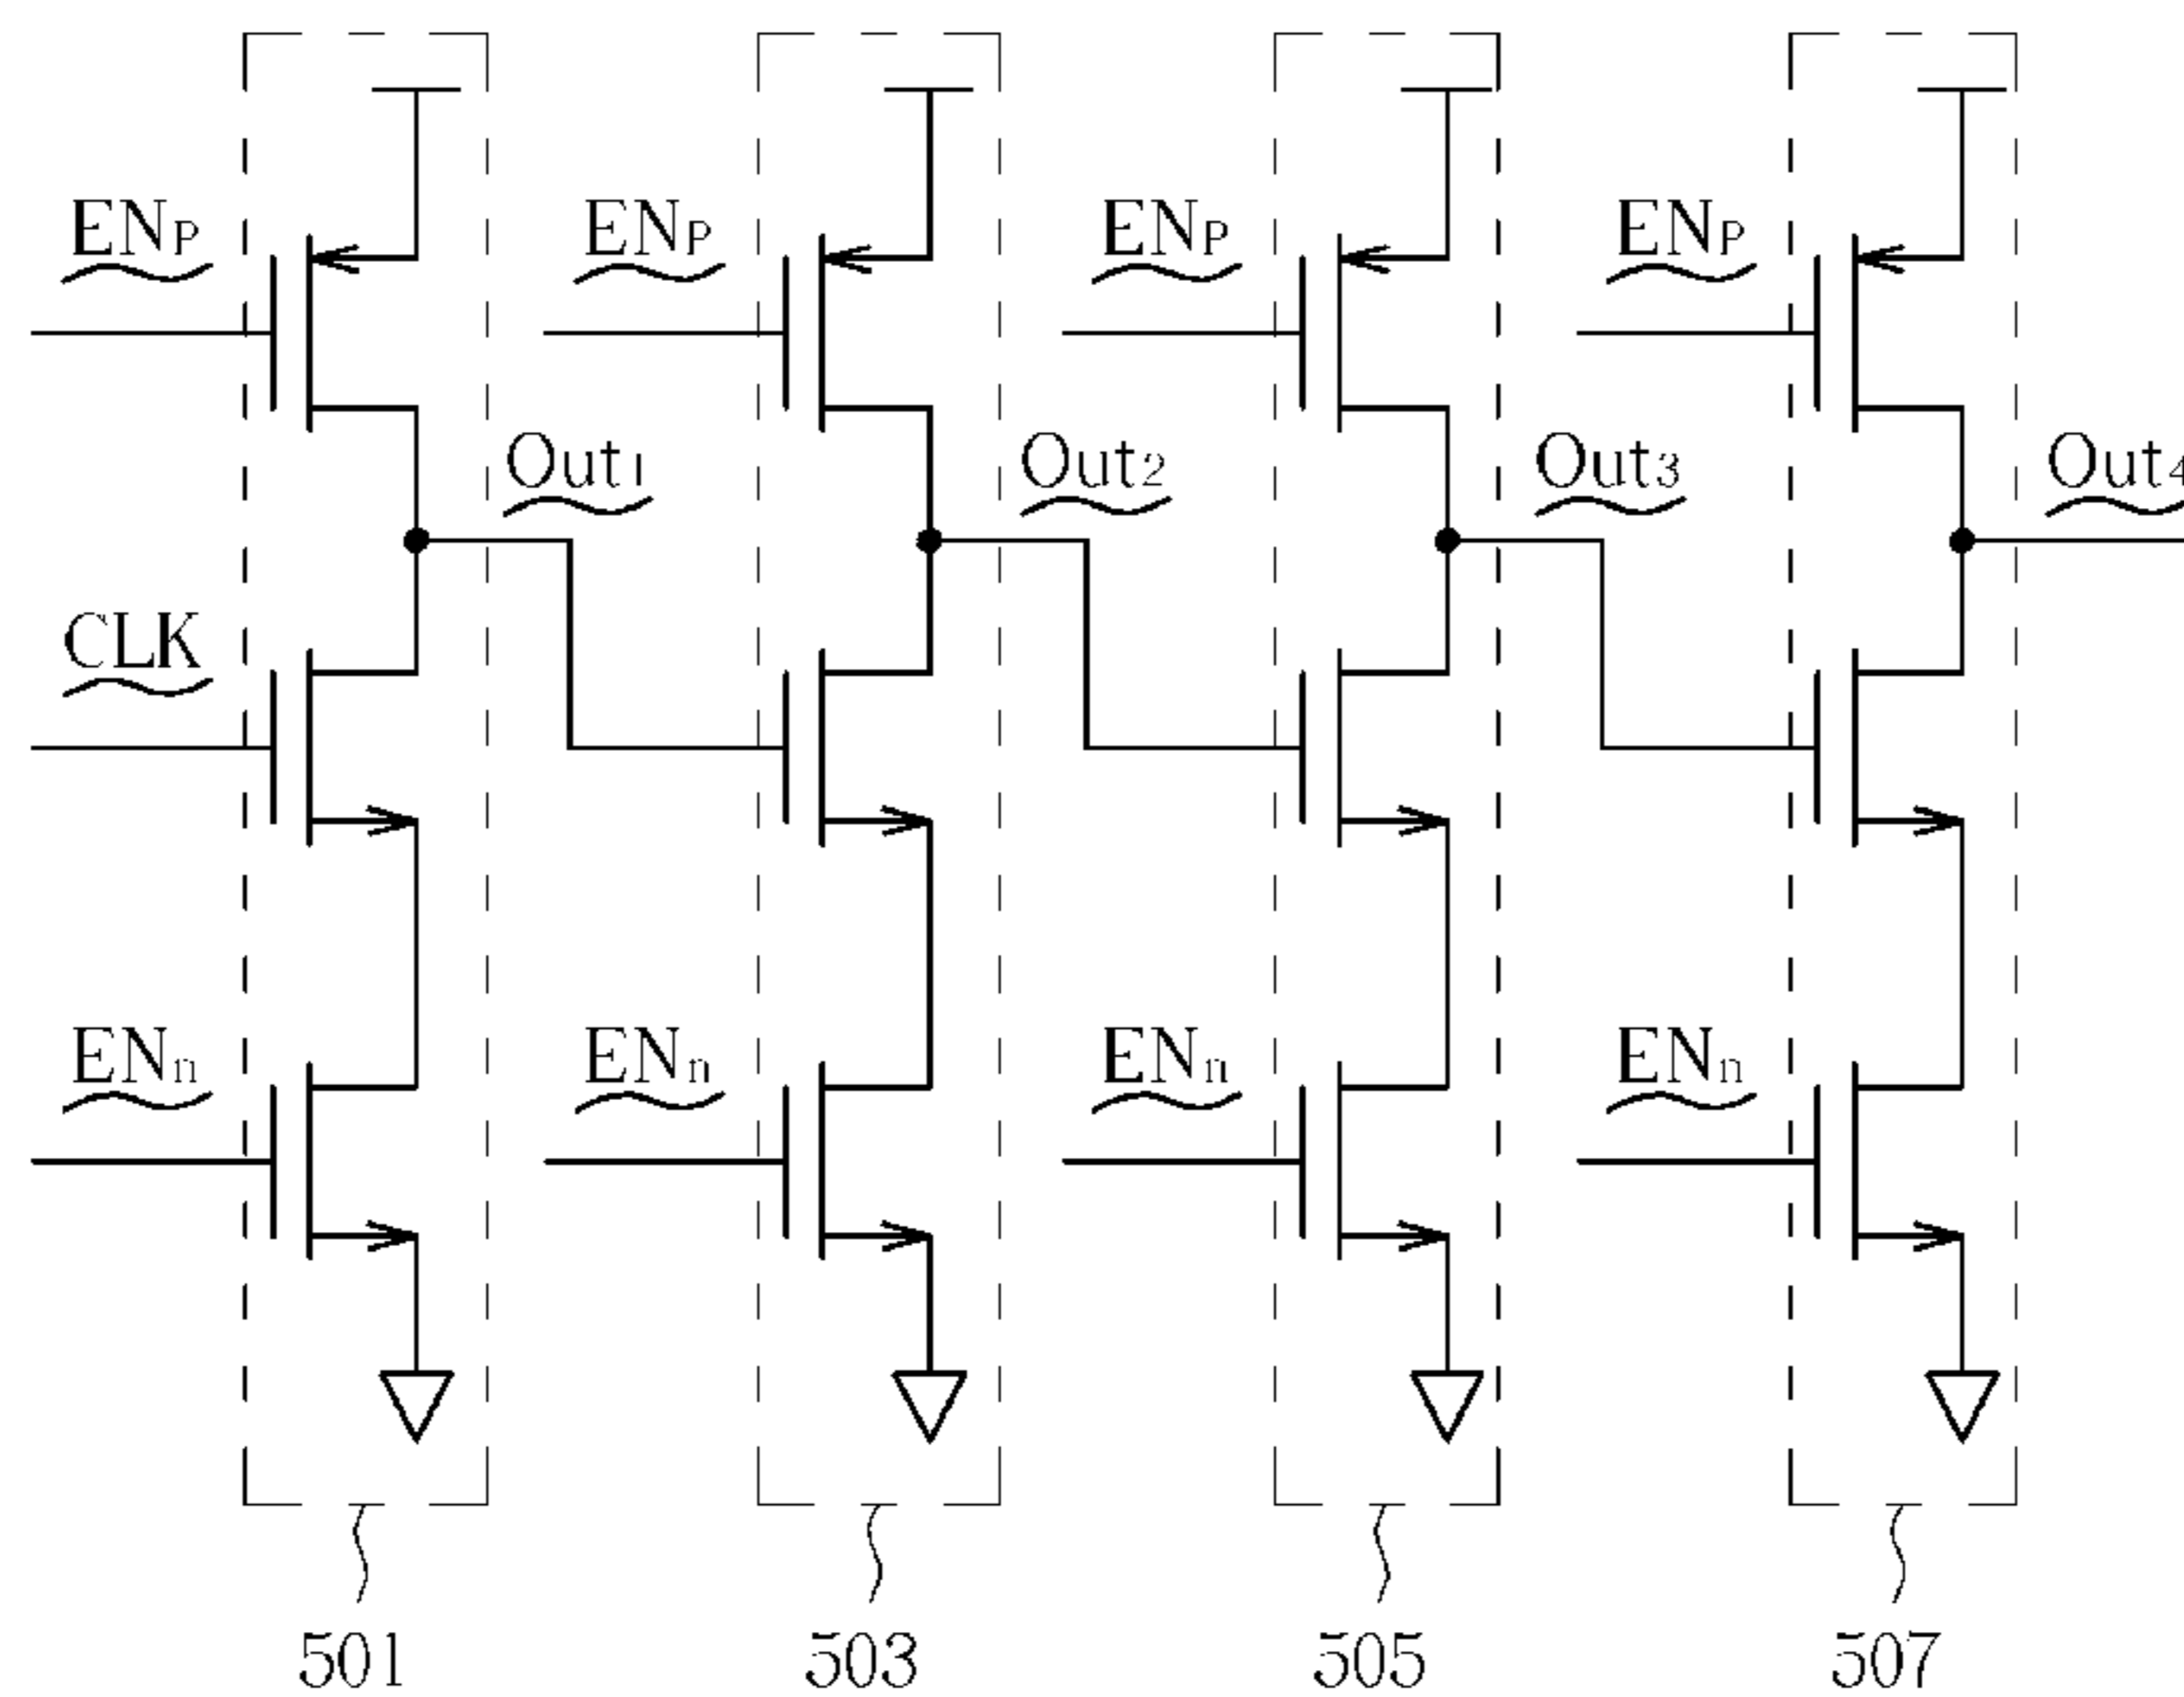 ENP ENP ENP ENP
Out1 Out2 Out3 Out4
CLK
ENn ENn ENn ENn
501 503 505 507